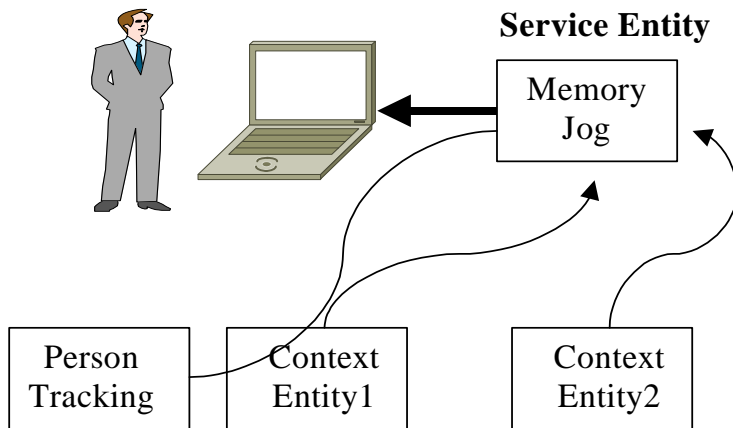 Service Entity
Memory
Jog
Person
Tracking
Context
Entity1
Context
Entity2